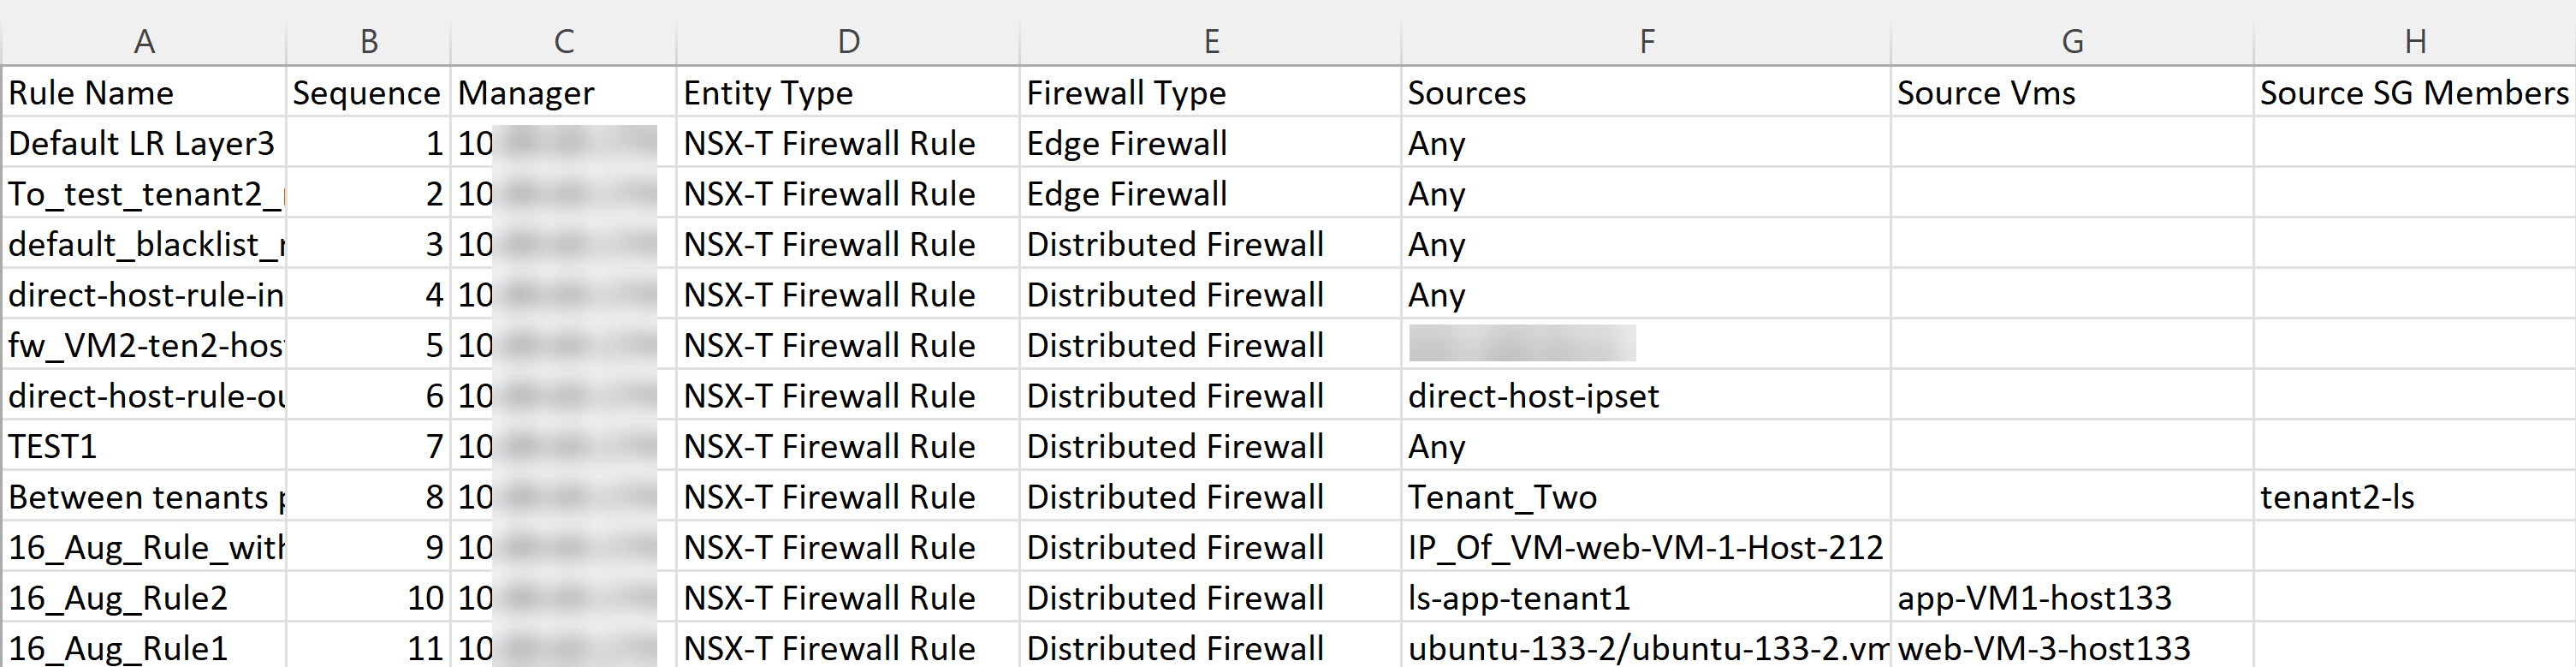 A B C D E F G H
Rule Name Sequence Manager Entity Type Firewall Type Sources Source Vms Source SG Members
Default LR Layer3 1 10 NSX-T Firewall Rule Edge Firewall Any
To_test_tenant2_ 2 10 NSX-T Firewall Rule Edge Firewall Any
default_blacklist_r 3 10 NSX-T Firewall Rule Distributed Firewall Any
direct-host-rule-in 4 10 NSX-T Firewall Rule Distributed Firewall Any
fw_VM2-ten2-hos 5 10 NSX-T Firewall Rule Distributed Firewall
direct-host-rule-ou 6 10 NSX-T Firewall Rule Distributed Firewall direct-host-ipset
TEST1 7 10 NSX-T Firewall Rule Distributed Firewall Any
Between tenants p 8 10 NSX-T Firewall Rule Distributed Firewall Tenant_Two tenant2-ls
16_Aug_Rule_with 9 10 NSX-T Firewall Rule Distributed Firewall IP_Of_VM-web-VM-1-Host-212
16_Aug_Rule2 10 10 NSX-T Firewall Rule Distributed Firewall ls-app-tenant1 app-VM1-host133
16_Aug_Rule1 11 10 NSX-T Firewall Rule Distributed Firewall ubuntu-133-2/ubuntu-133-2.vm web-VM-3-host133